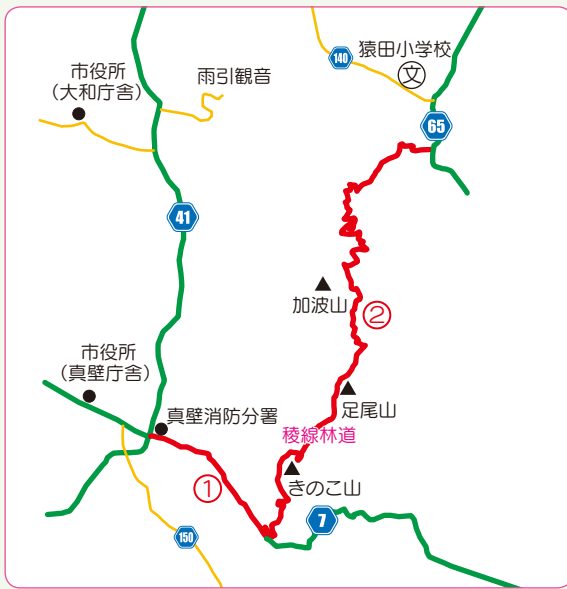 140
猿田小学校
文
市役所
(大和庁舎)
雨引観音
65
41
加波山
②
市役所
(真壁庁舎)
足尾山
真壁消防分署
稜線林道
きのこ山
①
7
150